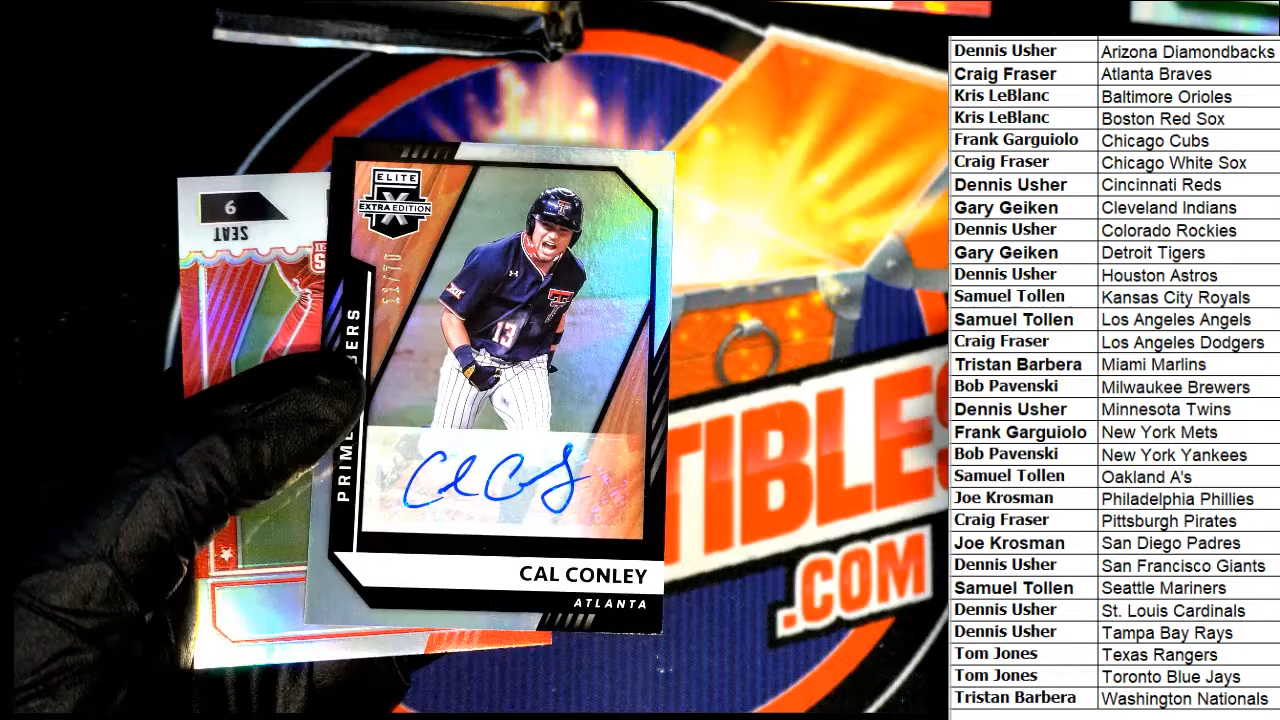 6
SEAT
ELITE
X
EXTRA EDITION
PRIME
BERS
13
CAL CONLEY
ATLANTA
TIBLES
.COM
Dennis Usher Arizona Diamondbacks
Craig Fraser Atlanta Braves
Kris LeBlanc Baltimore Orioles
Kris LeBlanc Boston Red Sox
Frank Garguiolo Chicago Cubs
Craig Fraser Chicago White Sox
Dennis Usher Cincinnati Reds
Gary Geiken Cleveland Indians
Dennis Usher Colorado Rockies
Gary Geiken Detroit Tigers
Dennis Usher Houston Astros
Samuel Tollen Kansas City Royals
Samuel Tollen Los Angeles Angels
Craig Fraser Los Angeles Dodgers
Tristan Barbera Miami Marlins
Bob Pavenski Milwaukee Brewers
Dennis Usher Minnesota Twins
Frank Garguiolo New York Mets
Bob Pavenski New York Yankees
Samuel Tollen Oakland A's
Joe Krosman Philadelphia Phillies
Craig Fraser Pittsburgh Pirates
Joe Krosman San Diego Padres
Dennis Usher San Francisco Giants
Samuel Tollen Seattle Mariners
Dennis Usher St. Louis Cardinals
Dennis Usher Tampa Bay Rays
Tom Jones Texas Rangers
Tom Jones Toronto Blue Jays
Tristan Barbera Washington Nationals